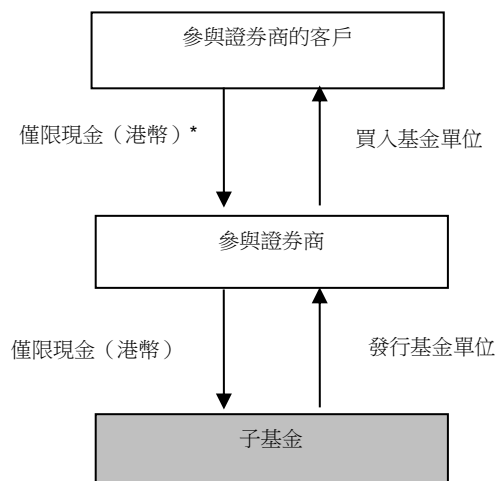 參與證券商的客戶
僅限現金（港幣）*
買入基金單位
參與證券商
僅限現金（港幣）
發行基金單位
子基金